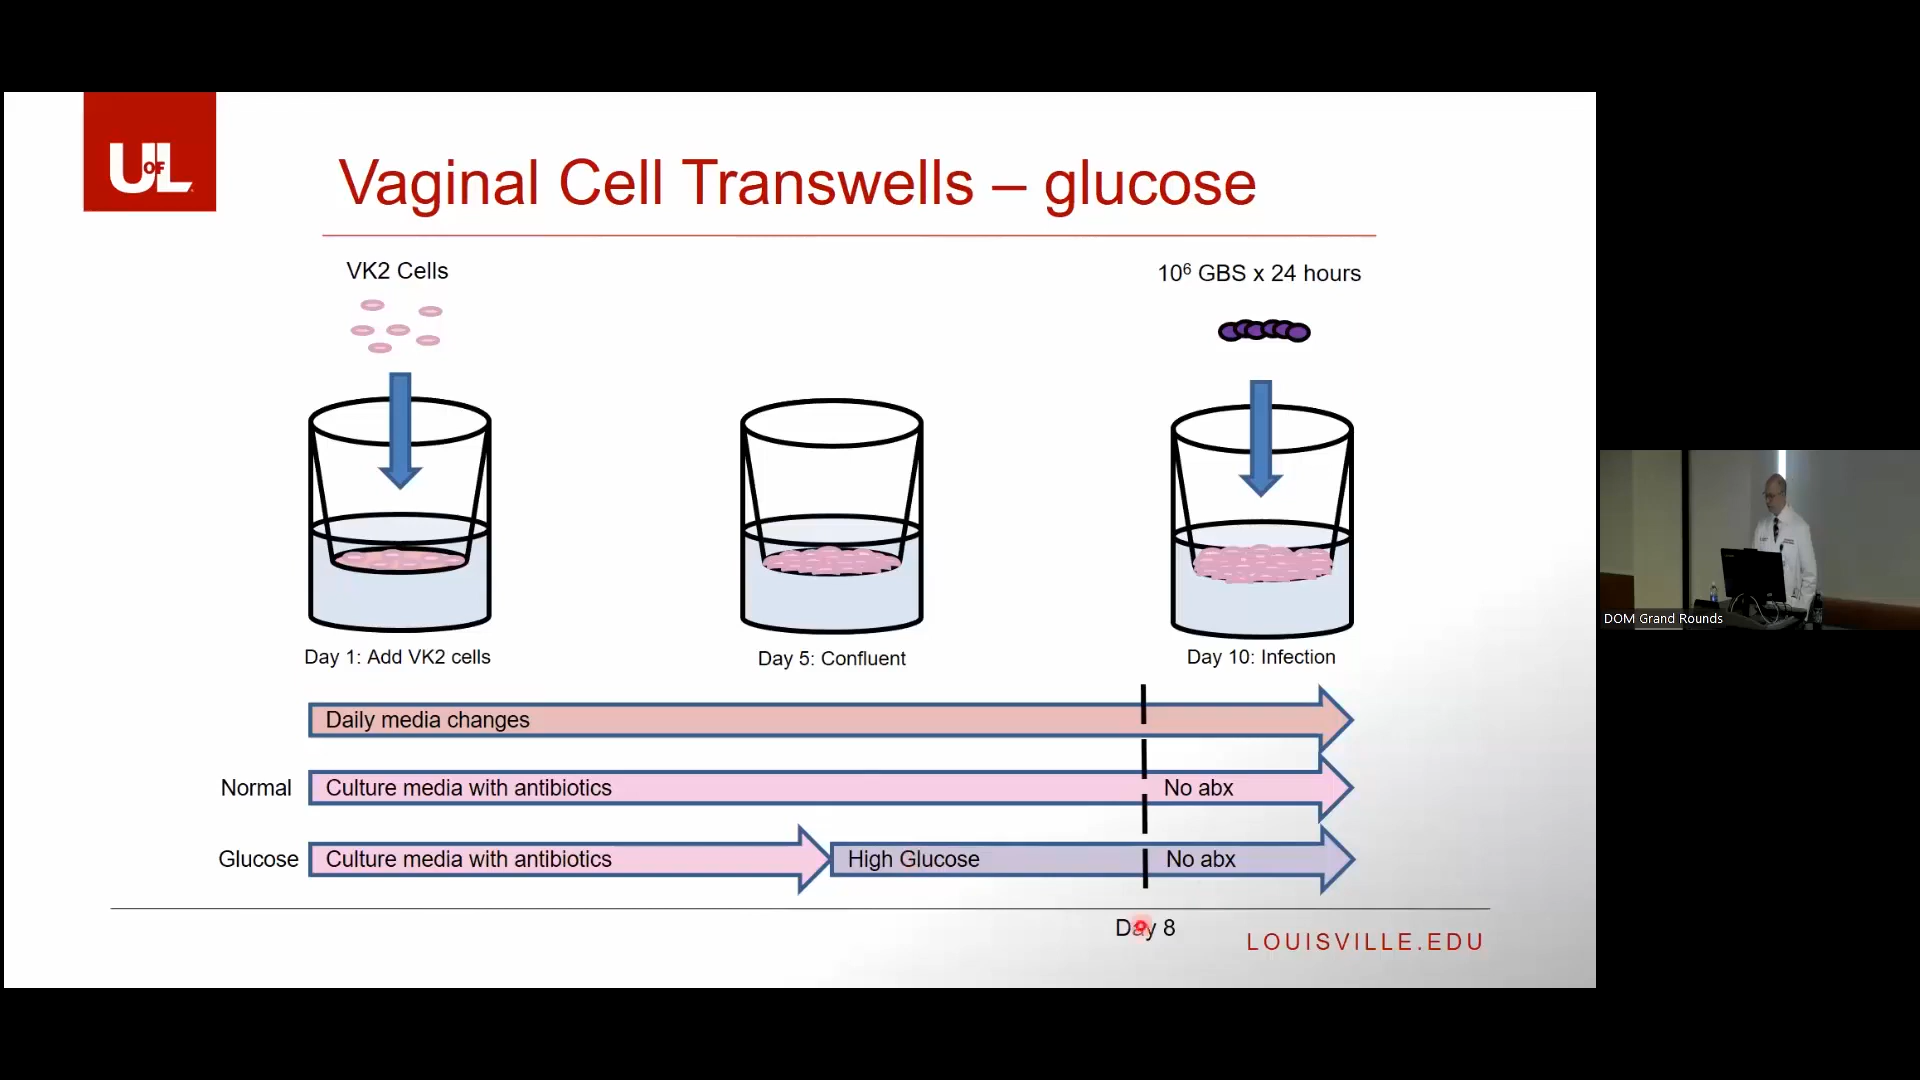 UofL
Vaginal Cell Transwells – glucose
VK2 Cells
10⁶ GBS x 24 hours
Day 1: Add VK2 cells
Day 5: Confluent
Day 10: Infection
Daily media changes
Normal
Culture media with antibiotics
No abx
Glucose
Culture media with antibiotics
High Glucose
No abx
Day 8
LOUISVILLE.EDU
DOM Grand Rounds